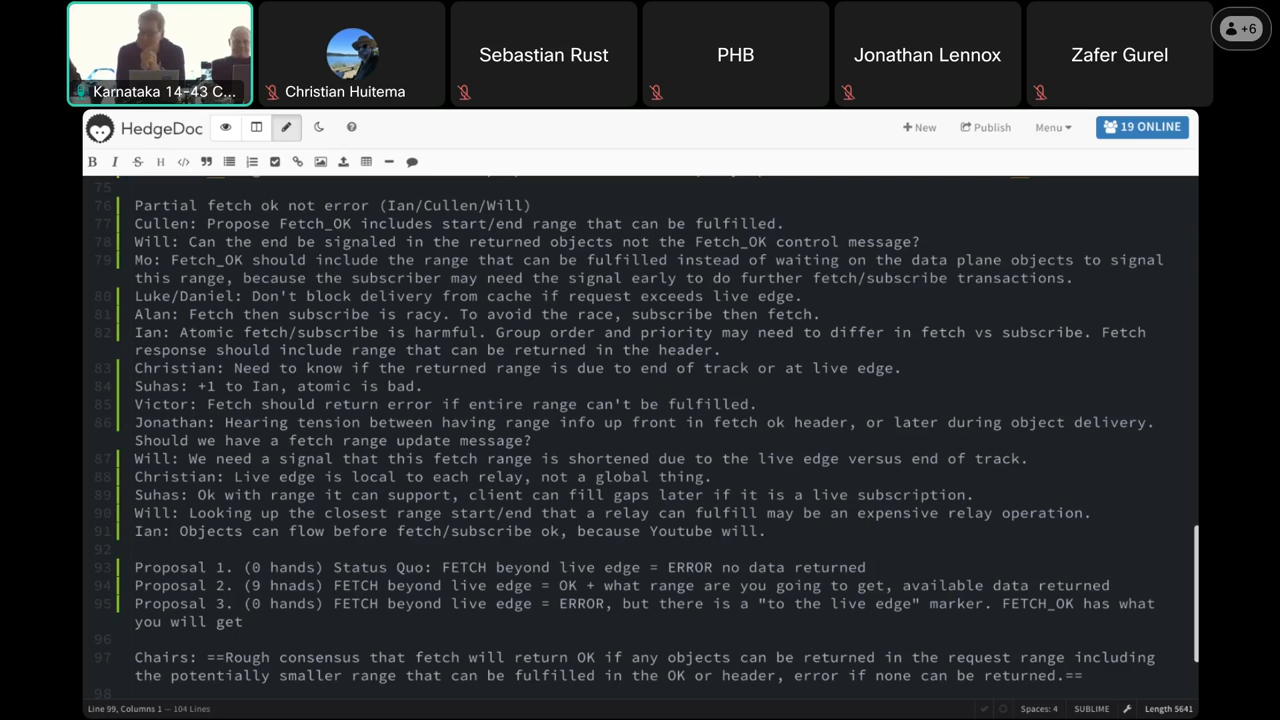 Karnataka 14-43 C...
Christian Huitema
Sebastian Rust
PHB
Jonathan Lennox
Zafer Gurel
+6
HedgeDoc
New
Publish
Menu
19 ONLINE
B I S H
75
76 Partial fetch ok not error (Ian/Cullen/Will)
77 Cullen: Propose Fetch_OK includes start/end range that can be fulfilled.
78 Will: Can the end be signaled in the returned objects not the Fetch_OK control message?
79 Mo: Fetch_OK should include the range that can be fulfilled instead of waiting on the data plane objects to signal
this range, because the subscriber may need the signal early to do further fetch/subscribe transactions.
80 Luke/Daniel: Don't block delivery from cache if request exceeds live edge.
81 Alan: Fetch then subscribe is racy. To avoid the race, subscribe then fetch.
82 Ian: Atomic fetch/subscribe is harmful. Group order and priority may need to differ in fetch vs subscribe. Fetch
response should include range that can be returned in the header.
83 Christian: Need to know if the returned range is due to end of track or at live edge.
84 Suhas: +1 to Ian, atomic is bad.
85 Victor: Fetch should return error if entire range can't be fulfilled.
86 Jonathan: Hearing tension between having range info up front in fetch ok header, or later during object delivery.
Should we have a fetch range update message?
87 Will: We need a signal that this fetch range is shortened due to the live edge versus end of track.
88 Christian: Live edge is local to each relay, not a global thing.
89 Suhas: Ok with range it can support, client can fill gaps later if it is a live subscription.
90 Will: Looking up the closest range start/end that a relay can fulfill may be an expensive relay operation.
91 Ian: Objects can flow before fetch/subscribe ok, because Youtube will.
92
93 Proposal 1. (0 hands) Status Quo: FETCH beyond live edge = ERROR no data returned
94 Proposal 2. (9 hnads) FETCH beyond live edge = OK + what range are you going to get, available data returned
95 Proposal 3. (0 hands) FETCH beyond live edge = ERROR, but there is a "to the live edge" marker. FETCH_OK has what
you will get
96
97 Chairs: ==Rough consensus that fetch will return OK if any objects can be returned in the request range including
the potentially smaller range that can be fulfilled in the OK or header, error if none can be returned.==
98
Line 99, Columns 1 — 104 Lines
Spaces: 4
SUBLIME
Length 5641